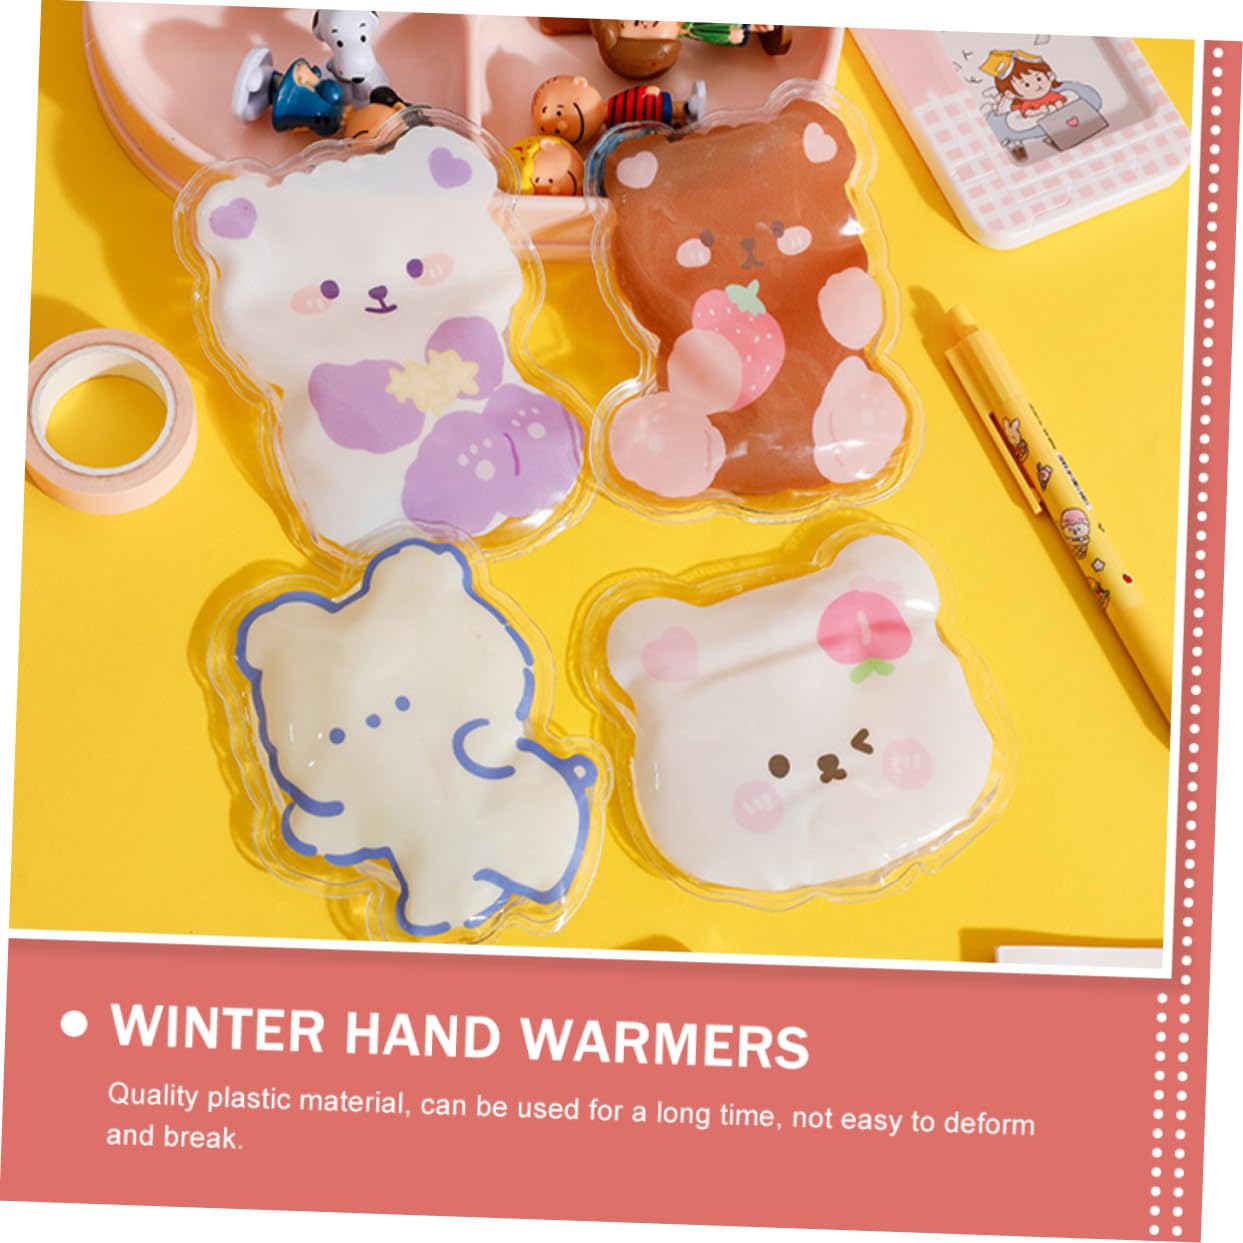 WINTER HAND WARMERS
Quality plastic material, can be used for a long time, not easy to deform
and break.